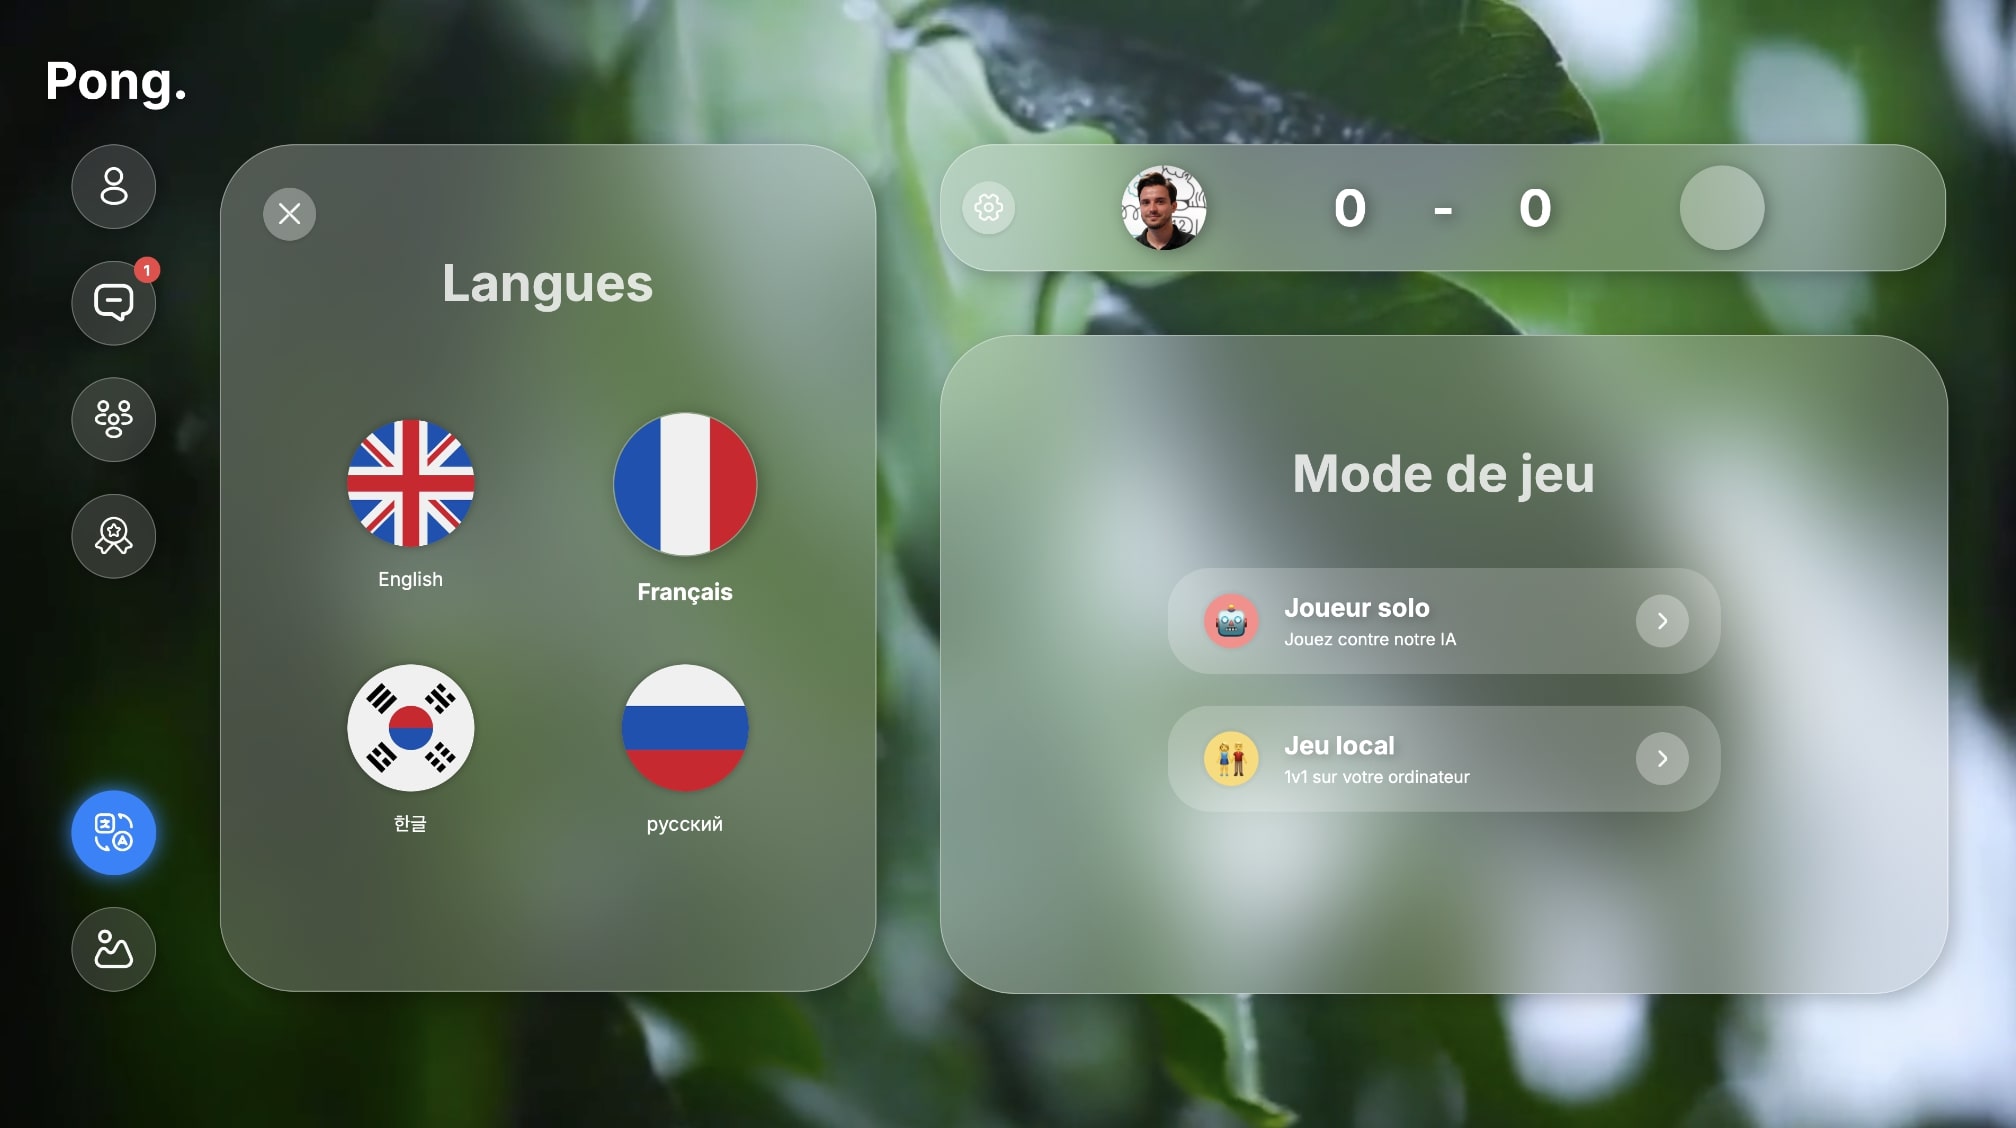 Pong.
1
Langues
English
Français
한글
русский
0 - 0
Mode de jeu
Joueur solo
Jouez contre notre IA
Jeu local
1v1 sur votre ordinateur